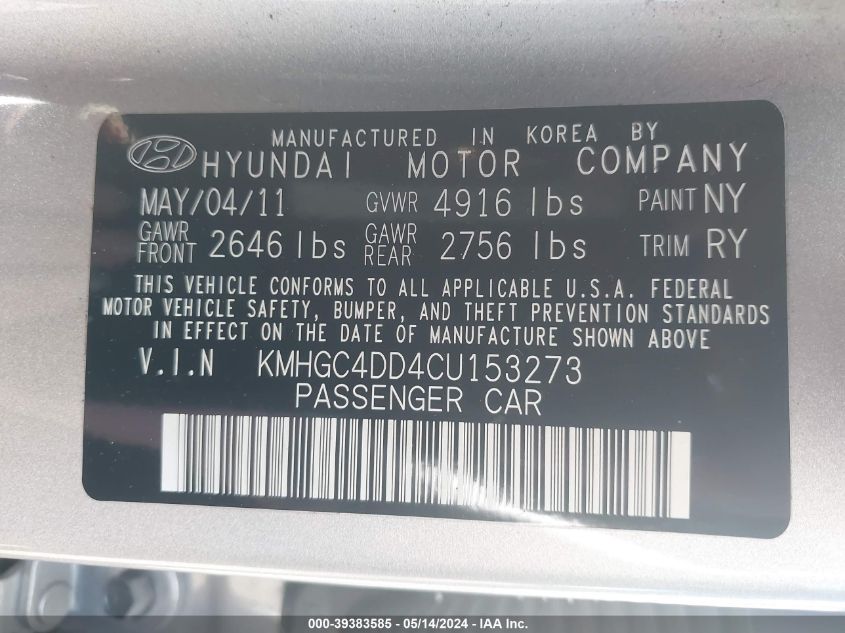 MANUFACTURED IN KOREA BY
HYUNDAI MOTOR COMPANY
MAY/04/11 GVWR 4916 lbs PAINT NY
GAWR FRONT 2646 lbs GAWR REAR 2756 lbs TRIM RY
THIS VEHICLE CONFORMS TO ALL APPLICABLE U.S.A. FEDERAL
MOTOR VEHICLE SAFETY, BUMPER, AND THEFT PREVENTION STANDARDS
IN EFFECT ON THE DATE OF MANUFACTURE SHOWN ABOVE
V.I.N KMHGC4DD4CU153273
PASSENGER CAR
000-39383585 - 05/14/2024 - IAA Inc.